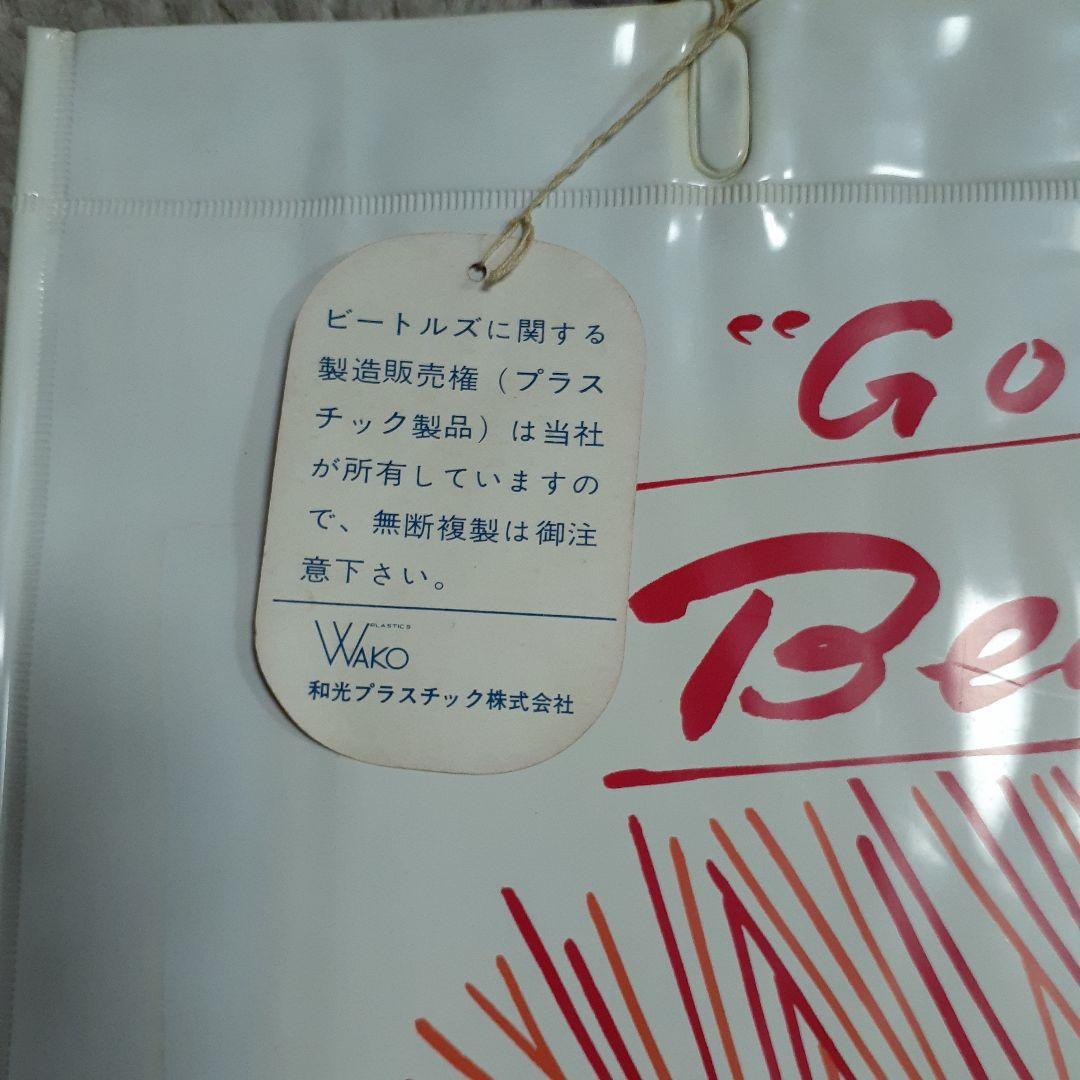 ビートルズに関する
製造販売権（プラス
チック製品）は当社
が所有していますの
で、無断複製は御注
意下さい。
PLASTICS
WAKO
和光プラスチック株式会社
“Go
Be